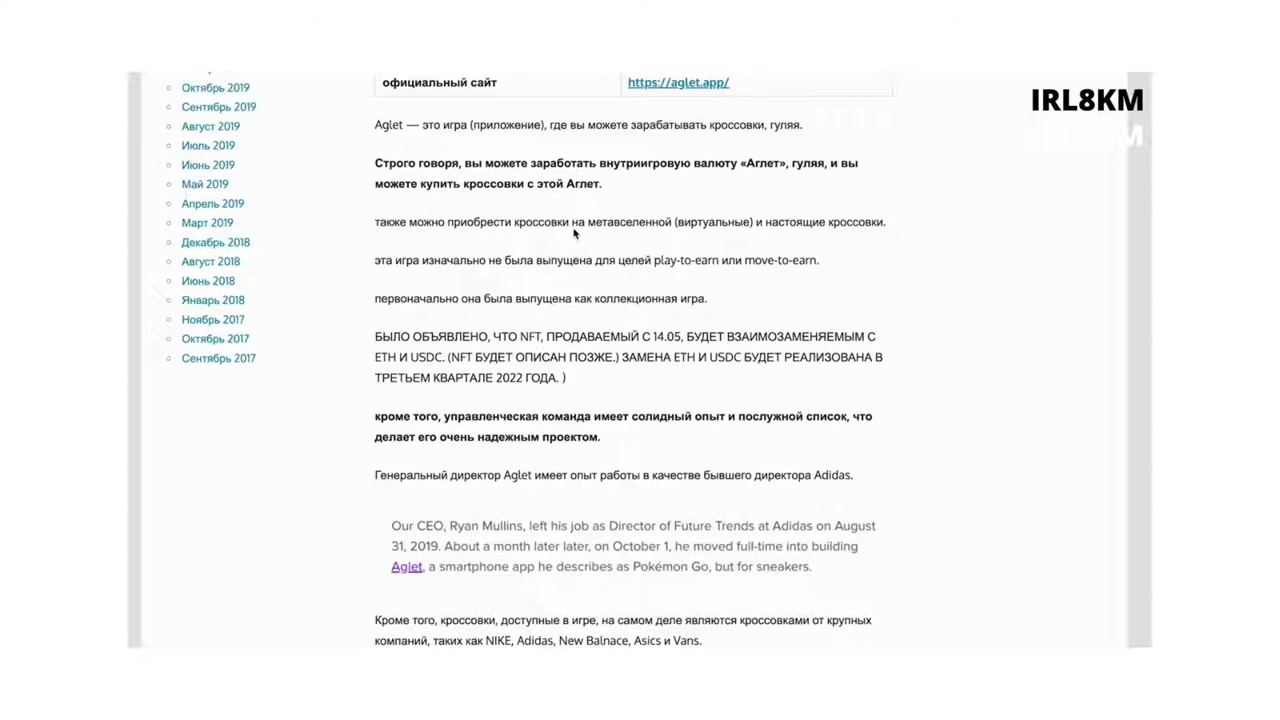 официальный сайт https://aglet.app/
IRL8KM
Октябрь 2019
Сентябрь 2019
Август 2019
Июль 2019
Июнь 2019
Май 2019
Апрель 2019
Март 2019
Декабрь 2018
Август 2018
Июнь 2018
Январь 2018
Ноябрь 2017
Октябрь 2017
Сентябрь 2017
Aglet — это игра (приложение), где вы можете зарабатывать кроссовки, гуляя.
Строго говоря, вы можете заработать внутриигровую валюту «Аглет», гуляя, и вы
можете купить кроссовки с этой Аглет.
также можно приобрести кроссовки на метавселенной (виртуальные) и настоящие кроссовки.
эта игра изначально не была выпущена для целей play-to-earn или move-to-earn.
первоначально она была выпущена как коллекционная игра.
БЫЛО ОБЪЯВЛЕНО, ЧТО NFT, ПРОДАВАЕМЫЙ С 14.05, БУДЕТ ВЗАИМОЗАМЕНЯЕМЫМ С
ETH И USDC. (NFT БУДЕТ ОПИСАН ПОЗЖЕ.) ЗАМЕНА ETH И USDC БУДЕТ РЕАЛИЗОВАНА В
ТРЕТЬЕМ КВАРТАЛЕ 2022 ГОДА. )
кроме того, управленческая команда имеет солидный опыт и послужной список, что
делает его очень надежным проектом.
Генеральный директор Aglet имеет опыт работы в качестве бывшего директора Adidas.
Our CEO, Ryan Mullins, left his job as Director of Future Trends at Adidas on August
31, 2019. About a month later later, on October 1, he moved full-time into building
Aglet, a smartphone app he describes as Pokémon Go, but for sneakers.
Кроме того, кроссовки, доступные в игре, на самом деле являются кроссовками от крупных
компаний, таких как NIKE, Adidas, New Balnace, Asics и Vans.